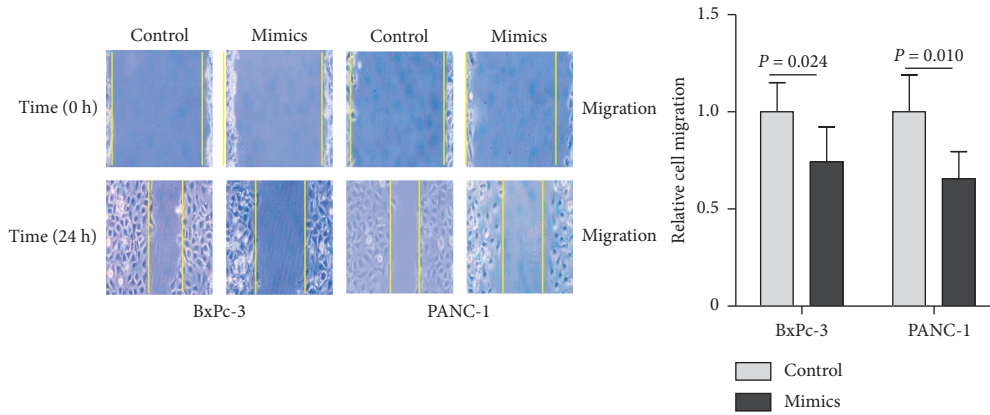 Control Mimics Control Mimics
Time (0 h) Migration
Time (24 h) Migration
BxPc-3 PANC-1
Relative cell migration
1.5
1.0
0.5
0
P = 0.024
P = 0.010
BxPc-3 PANC-1
Control
Mimics